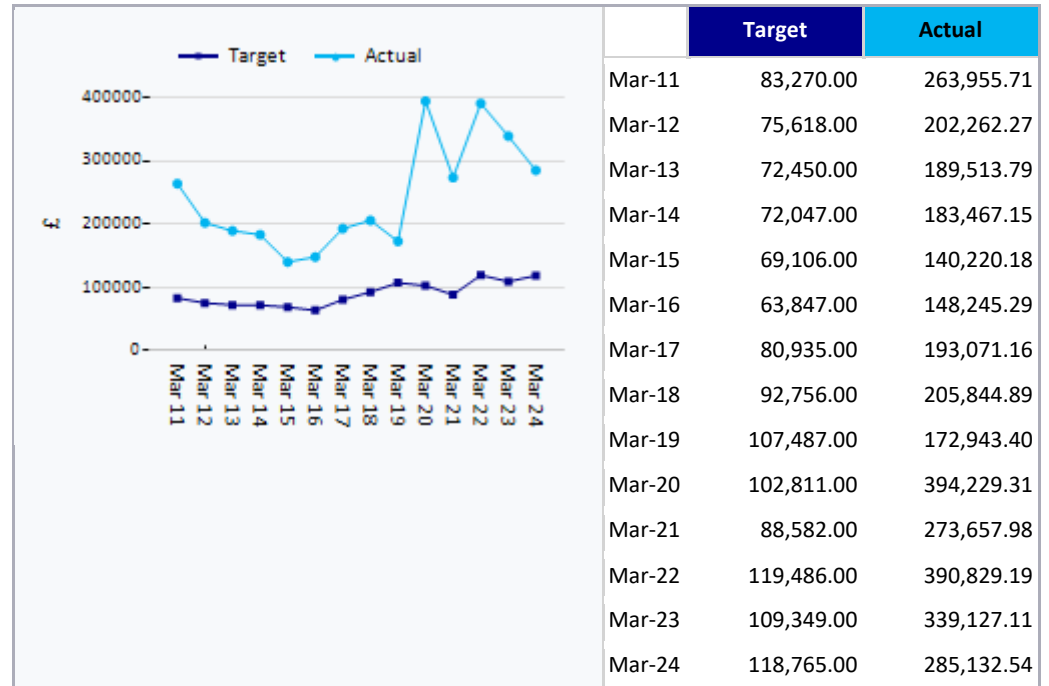 Target Actual
400000
300000
200000
100000
0
£
Mar 11
Mar 12
Mar 13
Mar 14
Mar 15
Mar 16
Mar 17
Mar 18
Mar 19
Mar 20
Mar 21
Mar 22
Mar 23
Mar 24
Target Actual
Mar-11 83,270.00 263,955.71
Mar-12 75,618.00 202,262.27
Mar-13 72,450.00 189,513.79
Mar-14 72,047.00 183,467.15
Mar-15 69,106.00 140,220.18
Mar-16 63,847.00 148,245.29
Mar-17 80,935.00 193,071.16
Mar-18 92,756.00 205,844.89
Mar-19 107,487.00 172,943.40
Mar-20 102,811.00 394,229.31
Mar-21 88,582.00 273,657.98
Mar-22 119,486.00 390,829.19
Mar-23 109,349.00 339,127.11
Mar-24 118,765.00 285,132.54